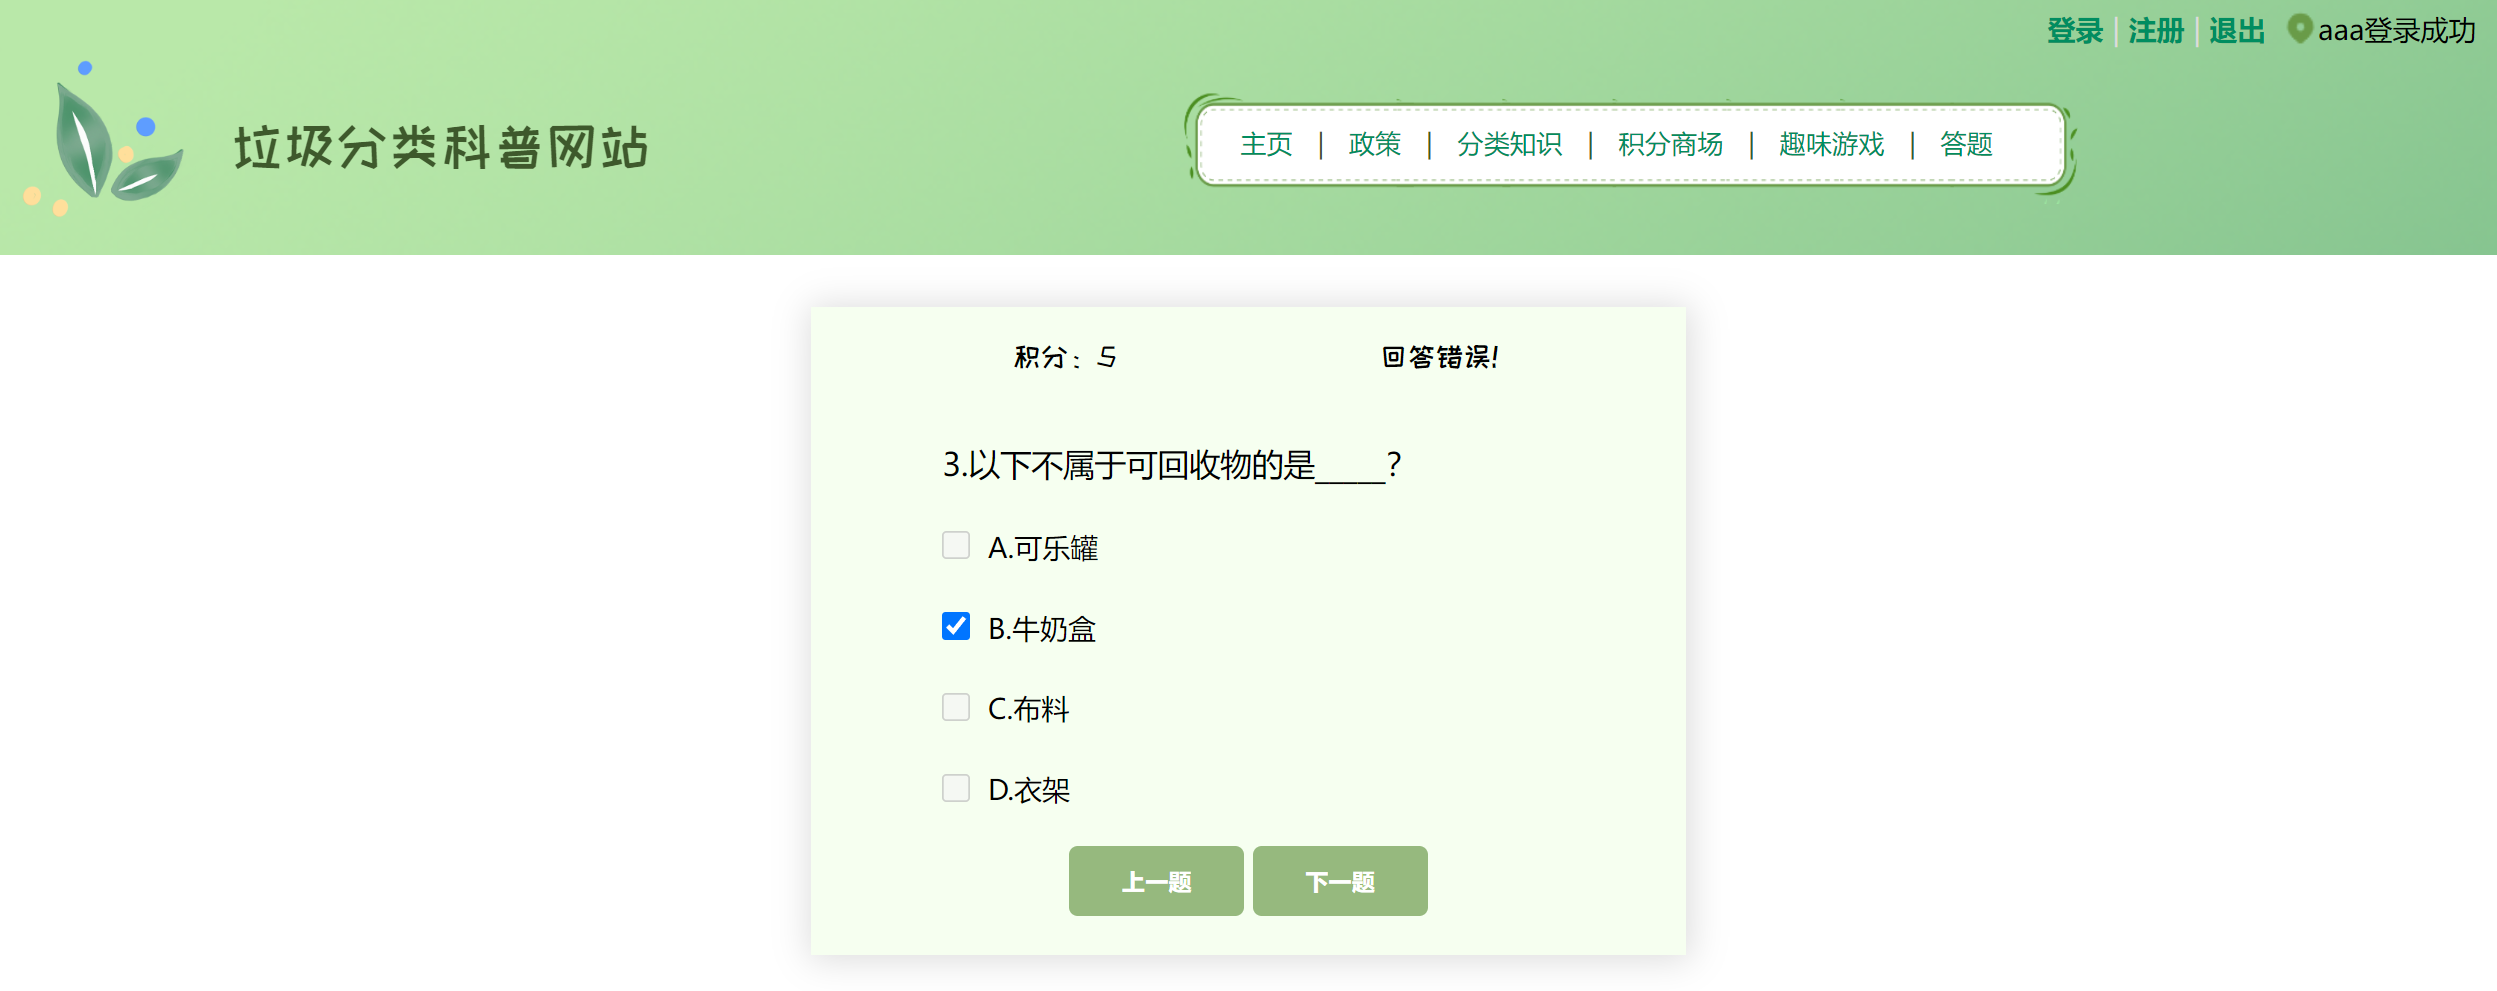 登录 | 注册 | 退出 aaa登录成功
垃圾分类科普网站
主页 | 政策 | 分类知识 | 积分商场 | 趣味游戏 | 答题
积分：5 回答错误!
3.以下不属于可回收物的是_____?
A.可乐罐
B.牛奶盒
C.布料
D.衣架
上一题 下一题